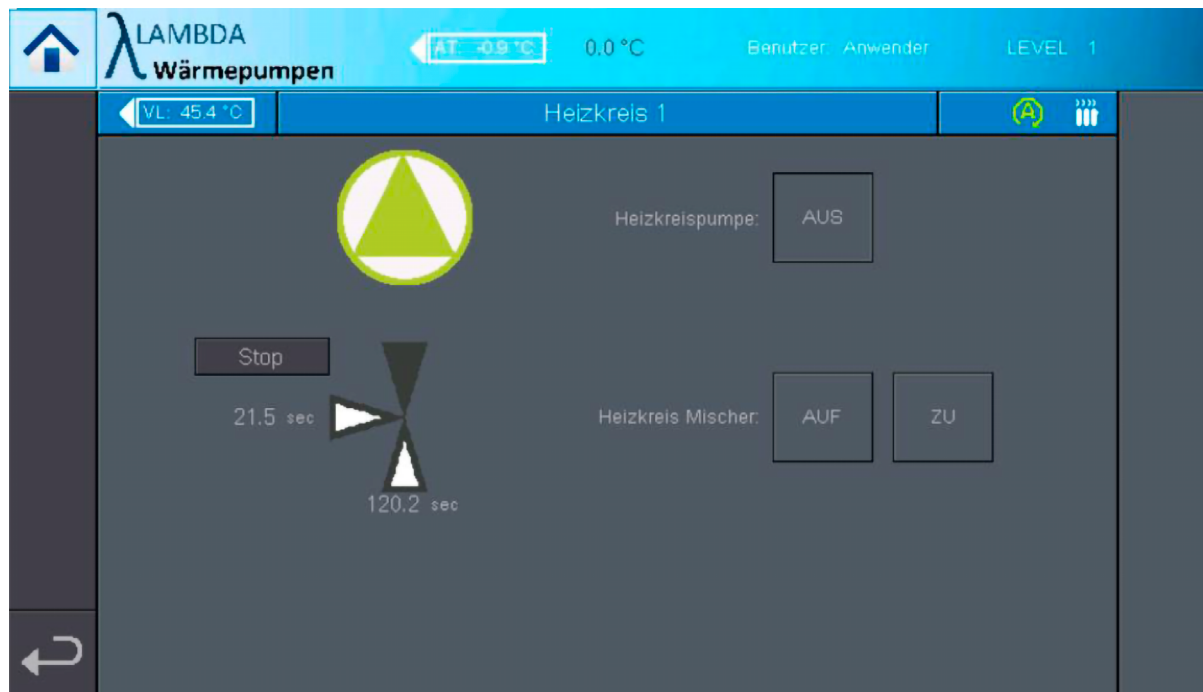 LAMBDA
Wärmepumpen
AT: -0.9 °C
0.0 °C
Benutzer: Anwender
LEVEL 1
VL: 45.4 °C
Heizkreis 1
A
Heizkreispumpe:
AUS
Stop
21.5 sec
Heizkreis Mischer:
AUF
ZU
120.2 sec